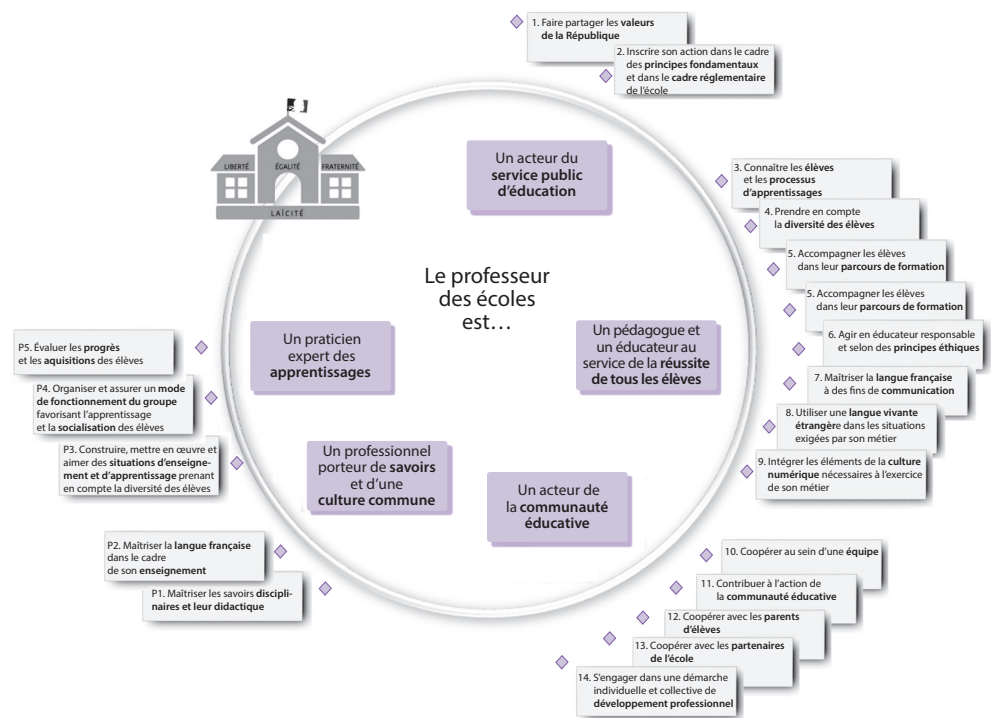 1. Faire partager les valeurs
de la République
2. Inscrire son action dans le cadre
des principes fondamentaux
et dans le cadre réglementaire
de l'école
LIBERTÉ
ÉGALITÉ
FRATERNITÉ
LAÏCITÉ
Un acteur du
service public
d'éducation
3. Connaître les élèves
et les processus
d'apprentissages
4. Prendre en compte
la diversité des élèves
5. Accompagner les élèves
dans leur parcours de formation
5. Accompagner les élèves
dans leur parcours de formation
6. Agir en éducateur responsable
et selon des principes éthiques
7. Maîtriser la langue française
à des fins de communication
8. Utiliser une langue vivante
étrangère dans les situations
exigées par son métier
9. Intégrer les éléments de la culture
numérique nécessaires à l'exercice
de son métier
Le professeur
des écoles
est…
Un praticien
expert des
apprentissages
Un pédagogue et
un éducateur au
service de la réussite
de tous les élèves
P5. Évaluer les progrès
et les aquisitions des élèves
P4. Organiser et assurer un mode
de fonctionnement du groupe
favorisant l'apprentissage
et la socialisation des élèves
P3. Construire, mettre en œuvre et
aimer des situations d'enseigne-
ment et d'apprentissage prenant
en compte la diversité des élèves
Un professionnel
porteur de savoirs
et d'une
culture commune
Un acteur de
la communauté
éducative
P2. Maîtriser la langue française
dans le cadre
de son enseignement
P1. Maîtriser les savoirs discipli-
naires et leur didactique
10. Coopérer au sein d'une équipe
11. Contribuer à l'action de
la communauté éducative
12. Coopérer avec les parents
d'élèves
13. Coopérer avec les partenaires
de l'école
14. S'engager dans une démarche
individuelle et collective de
développement professionnel